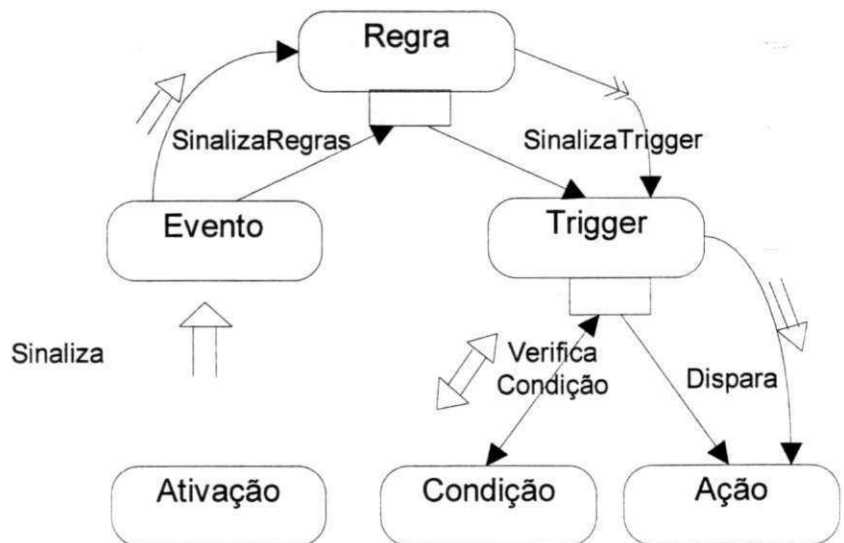 Regra
SinalizaRegras
SinalizaTrigger
Evento
Trigger
Sinaliza
Verifica
Condição
Dispara
Ativação
Condição
Ação